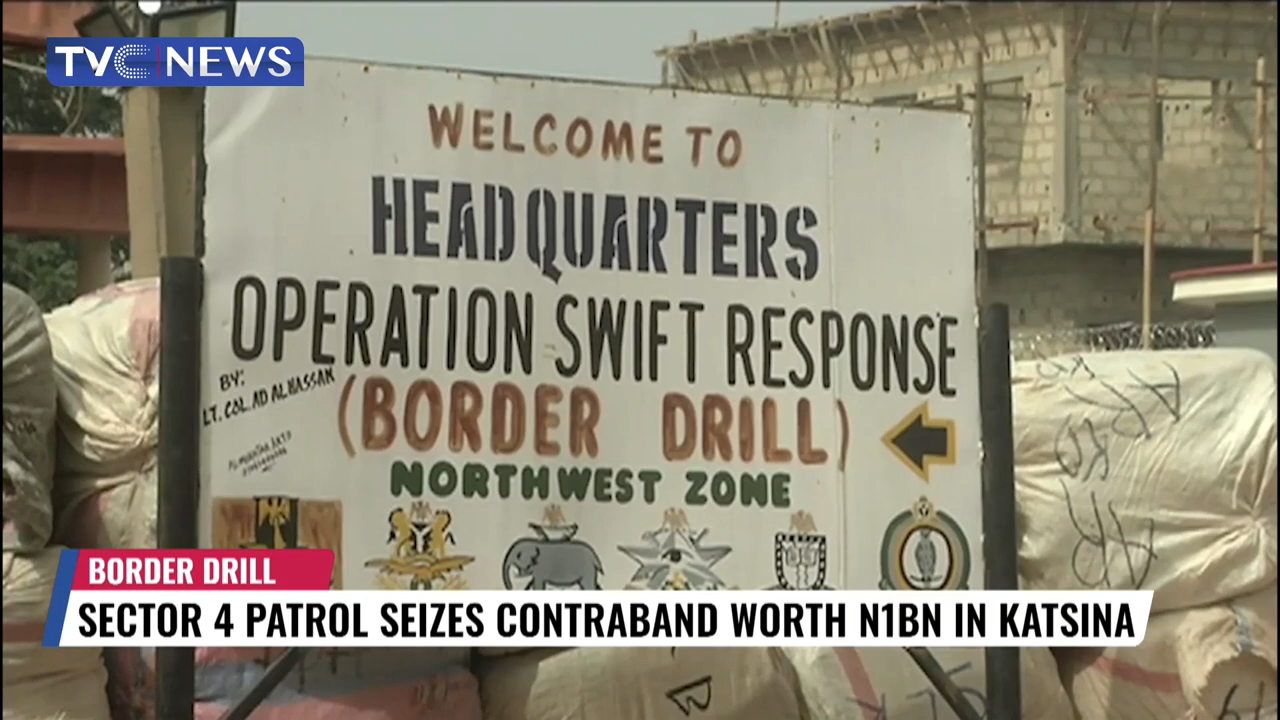 TVC NEWS
WELCOME TO
HEADQUARTERS
OPERATION SWIFT RESPONSE
BY:
LT. COL. AD ALHASSAN
(BORDER DRILL)
NORTHWEST ZONE
BORDER DRILL
SECTOR 4 PATROL SEIZES CONTRABAND WORTH N1BN IN KATSINA